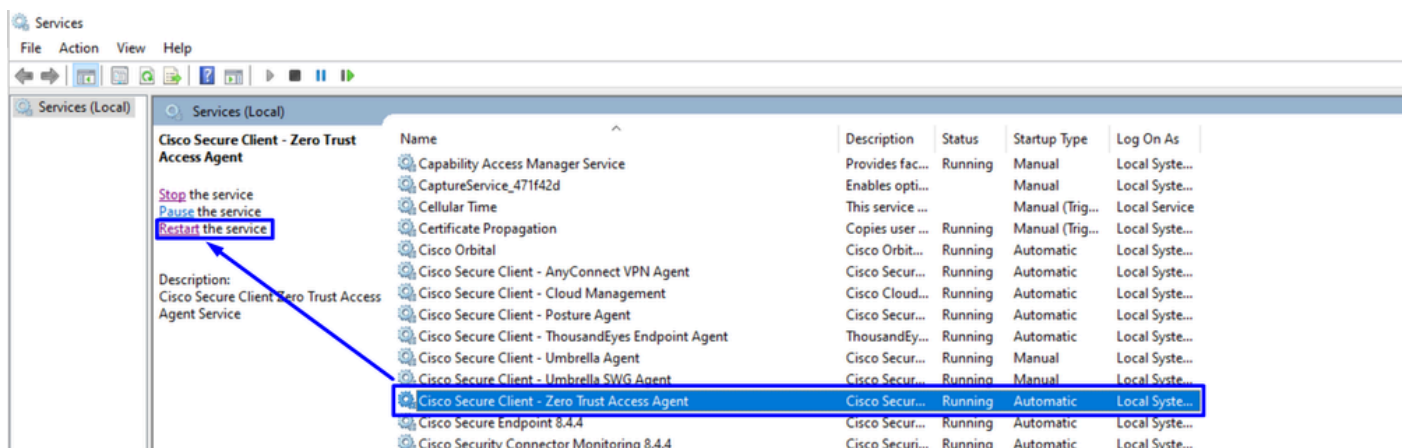 Services
File Action View Help
Services (Local)
Services (Local)
Cisco Secure Client - Zero Trust
Access Agent
Stop the service
Pause the service
Restart the service
Description:
Cisco Secure Client Zero Trust Access
Agent Service
Name Description Status Startup Type Log On As
Capability Access Manager Service Provides fac... Running Manual Local Syste...
CaptureService_471f42d Enables opti... Manual Local Syste...
Cellular Time This service ... Manual (Trig... Local Service
Certificate Propagation Copies user ... Running Manual (Trig... Local Syste...
Cisco Orbital Cisco Orbit... Running Automatic Local Syste...
Cisco Secure Client - AnyConnect VPN Agent Cisco Secur... Running Automatic Local Syste...
Cisco Secure Client - Cloud Management Cisco Cloud... Running Automatic Local Syste...
Cisco Secure Client - Posture Agent Cisco Secur... Running Automatic Local Syste...
Cisco Secure Client - ThousandEyes Endpoint Agent ThousandEy... Running Automatic Local Syste...
Cisco Secure Client - Umbrella Agent Cisco Secur... Running Manual Local Syste...
Cisco Secure Client - Umbrella SWG Agent Cisco Secur... Running Manual Local Syste...
Cisco Secure Client - Zero Trust Access Agent Cisco Secur... Running Automatic Local Syste...
Cisco Secure Endpoint 8.4.4 Cisco Secur... Running Automatic Local Syste...
Cisco Security Connector Monitoring 8.4.4 Cisco Securi... Running Automatic Local Syste...